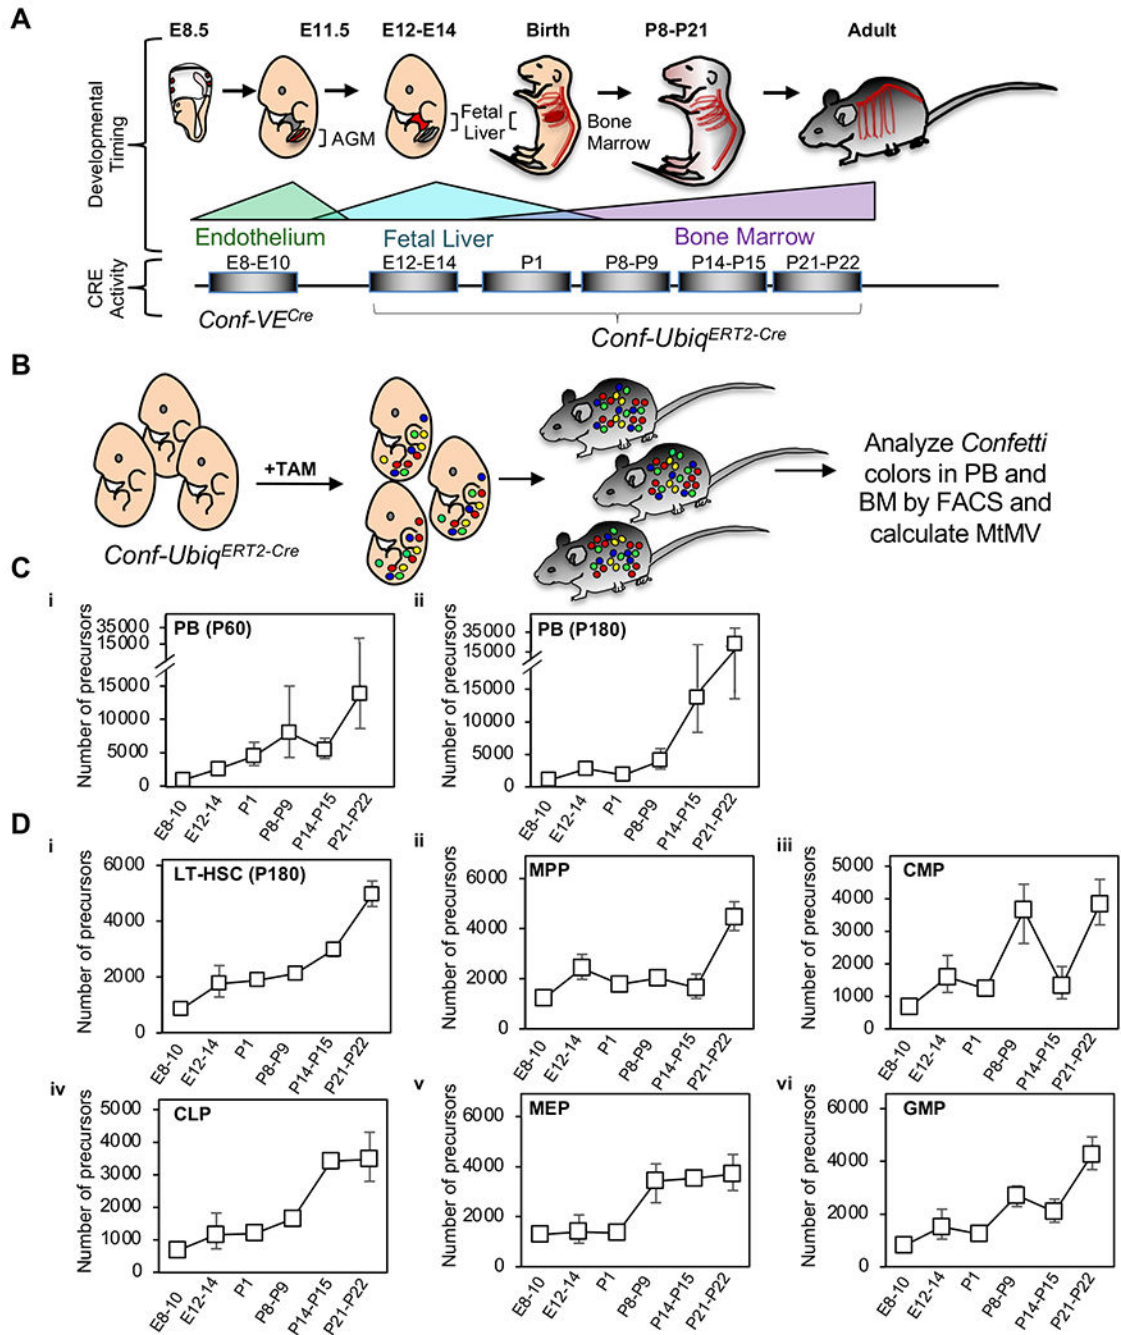 A
E8.5 E11.5 E12-E14 Birth P8-P21 Adult
Developmental
Timing
AGM
Fetal
Liver
Bone
Marrow
Endothelium Fetal Liver Bone Marrow
CRE
Activity
E8-E10 E12-E14 P1 P8-P9 P14-P15 P21-P22
Conf-VE^Cre
Conf-Ubiq^ERT2-Cre
B
+TAM
Conf-Ubiq^ERT2-Cre
Analyze Confetti
colors in PB and
BM by FACS and
calculate MtMV
C
i
PB (P60)
Number of precursors
35000
15000
15000
10000
5000
0
E8-10 E12-14 P1 P8-P9 P14-P15 P21-P22
ii
PB (P180)
Number of precursors
35000
15000
15000
10000
5000
0
E8-10 E12-14 P1 P8-P9 P14-P15 P21-P22
D
i
LT-HSC (P180)
Number of precursors
6000
4000
2000
0
E8-10 E12-14 P1 P8-P9 P14-P15 P21-P22
ii
MPP
Number of precursors
6000
4000
2000
0
E8-10 E12-14 P1 P8-P9 P14-P15 P21-P22
iii
CMP
Number of precursors
5000
4000
3000
2000
1000
0
E8-10 E12-14 P1 P8-P9 P14-P15 P21-P22
iv
CLP
Number of precursors
5000
4000
3000
2000
1000
0
E8-10 E12-14 P1 P8-P9 P14-P15 P21-P22
v
MEP
Number of precursors
6000
4000
2000
0
E8-10 E12-14 P1 P8-P9 P14-P15 P21-P22
vi
GMP
Number of precursors
6000
4000
2000
0
E8-10 E12-14 P1 P8-P9 P14-P15 P21-P22